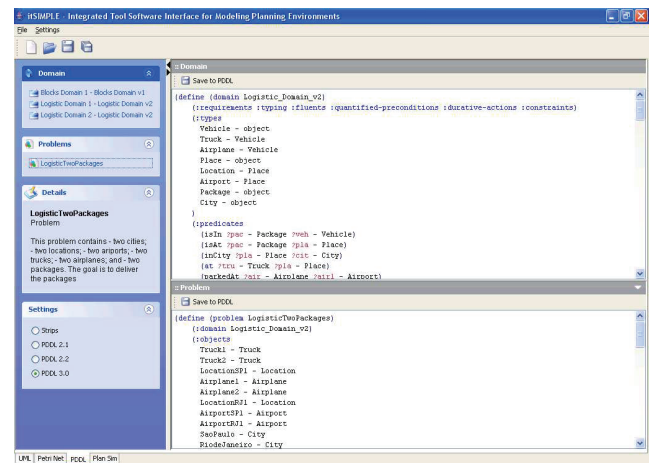 itSIMPLE - Integrated Tool Software Interface for Modeling Planning Environments
File Settings
Domain
Blocks Domain 1 - Blocks Domain v1
Logistic Domain 1 - Logistic Domain v2
Logistic Domain 2 - Logistic Domain v2
Problems
LogisticTwoPackages
Details
LogisticTwoPackages
Problem
This problem contains - two cities;
- two locations; - two ariports; - two
trucks; - two airplanes; and - two
packages. The goal is to deliver
the packages
Settings
Strips
PDDL 2.1
PDDL 2.2
PDDL 3.0
:: Domain
Save to PDDL
(define (domain Logistic_Domain_v2)
(:requirements :typing :fluents :quantified-preconditions :durative-actions :constraints)
(:types
Vehicle - object
Truck - Vehicle
Airplane - Vehicle
Place - object
Location - Place
Airport - Place
Package - object
City - object
)
(:predicates
(isIn ?pac - Package ?veh - Vehicle)
(isAt ?pac - Package ?pla - Place)
(inCity ?pla - Place ?cit - City)
(at ?tru - Truck ?pla - Place)
(parkedAt ?air - Airplane ?air1 - Airport)
:: Problem
Save to PDDL
(define (problem LogisticTwoPackages)
(:domain Logistic_Domain_v2)
(:objects
Truck1 - Truck
Truck2 - Truck
LocationSP1 - Location
Airplane1 - Airplane
Airplane2 - Airplane
LocationRJ1 - Location
AirportSP1 - Airport
AirportRJ1 - Airport
SaoPaulo - City
RiodeJaneiro - City
UML Petri Net PDDL Plan Sim